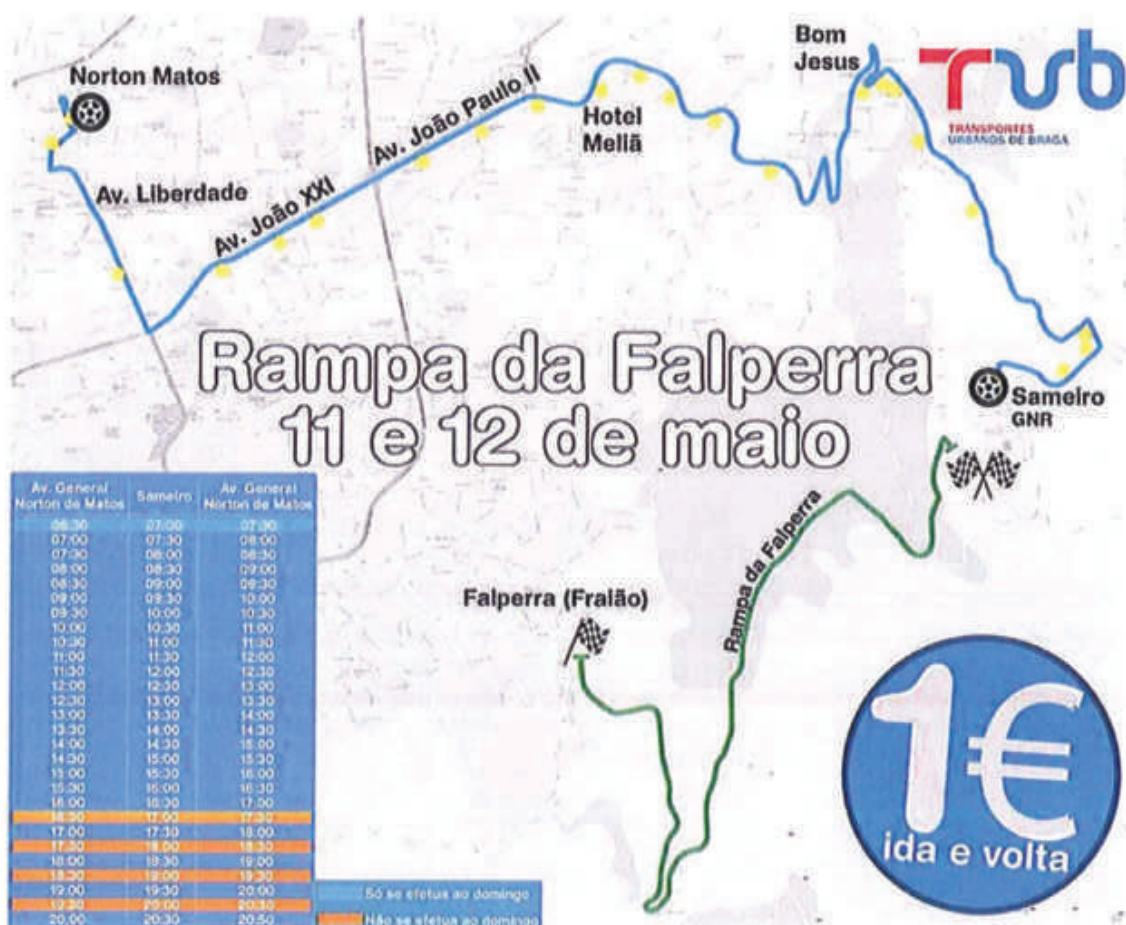 Norton Matos
Av. Liberdade
Av. João XXI
Av. João Paulo II
Hotel
Meliã
Bom
Jesus
TUB
TRANSPORTES
URBANOS DE BRAGA
Sameiro
GNR
Rampa da Falperra
11 e 12 de maio
Rampa da Falperra
Falperra (Fraião)
Av. General Norton de Matos Sameiro Av. General Norton de Matos
06:30 07:00 07:30
07:00 07:30 08:00
07:30 08:00 08:30
08:00 08:30 09:00
08:30 09:00 09:30
09:00 09:30 10:00
09:30 10:00 10:30
10:00 10:30 11:00
10:30 11:00 11:30
11:00 11:30 12:00
11:30 12:00 12:30
12:00 12:30 13:00
12:30 13:00 13:30
13:00 13:30 14:00
13:30 14:00 14:30
14:00 14:30 15:00
14:30 15:00 15:30
15:00 15:30 16:00
15:30 16:00 16:30
16:00 16:30 17:00
16:30 17:00 17:30
17:00 17:30 18:00
17:30 18:00 18:30
18:00 18:30 19:00
18:30 19:00 19:30
19:00 19:30 20:00
19:30 20:00 20:30
20:00 20:30 20:50
Só se efetua ao domingo
Não se efetua ao domingo
1€
ida e volta